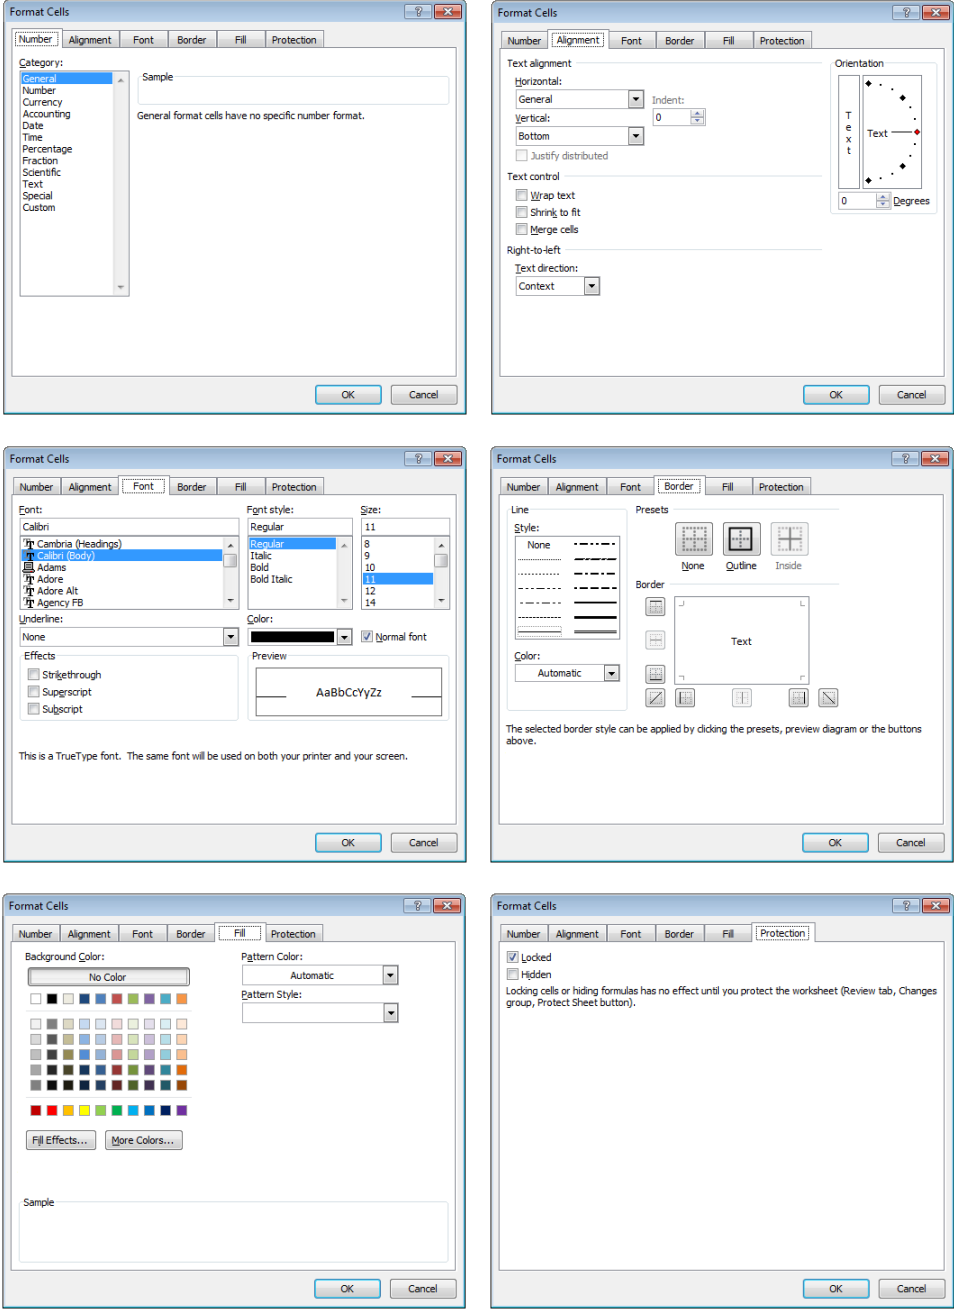 Format Cells
Number Alignment Font Border Fill Protection
Category:
General
Number
Currency
Accounting
Date
Time
Percentage
Fraction
Scientific
Text
Special
Custom
Sample
General format cells have no specific number format.
OK Cancel
Format Cells
Number Alignment Font Border Fill Protection
Text alignment
Horizontal:
General
Indent:
Vertical:
0
Bottom
Justify distributed
Text control
Wrap text
Shrink to fit
Merge cells
Right-to-left
Text direction:
Context
Orientation
Text
Text
0 Degrees
OK Cancel
Format Cells
Number Alignment Font Border Fill Protection
Font:
Calibri
Cambria (Headings)
Calibri (Body)
Adams
Adore
Adore Alt
Agency FB
Font style:
Regular
Regular
Italic
Bold
Bold Italic
Size:
11
8
9
10
11
12
14
Underline:
None
Color:
Normal font
Effects
Strikethrough
Superscript
Subscript
Preview
AaBbCcYyZz
This is a TrueType font.  The same font will be used on both your printer and your screen.
OK Cancel
Format Cells
Number Alignment Font Border Fill Protection
Line
Style:
None
Color:
Automatic
Presets
None Outline Inside
Border
Text
The selected border style can be applied by clicking the presets, preview diagram or the buttons
above.
OK Cancel
Format Cells
Number Alignment Font Border Fill Protection
Background Color:
No Color
Fill Effects... More Colors...
Pattern Color:
Automatic
Pattern Style:
Sample
OK Cancel
Format Cells
Number Alignment Font Border Fill Protection
Locked
Hidden
Locking cells or hiding formulas has no effect until you protect the worksheet (Review tab, Changes
group, Protect Sheet button).
OK Cancel